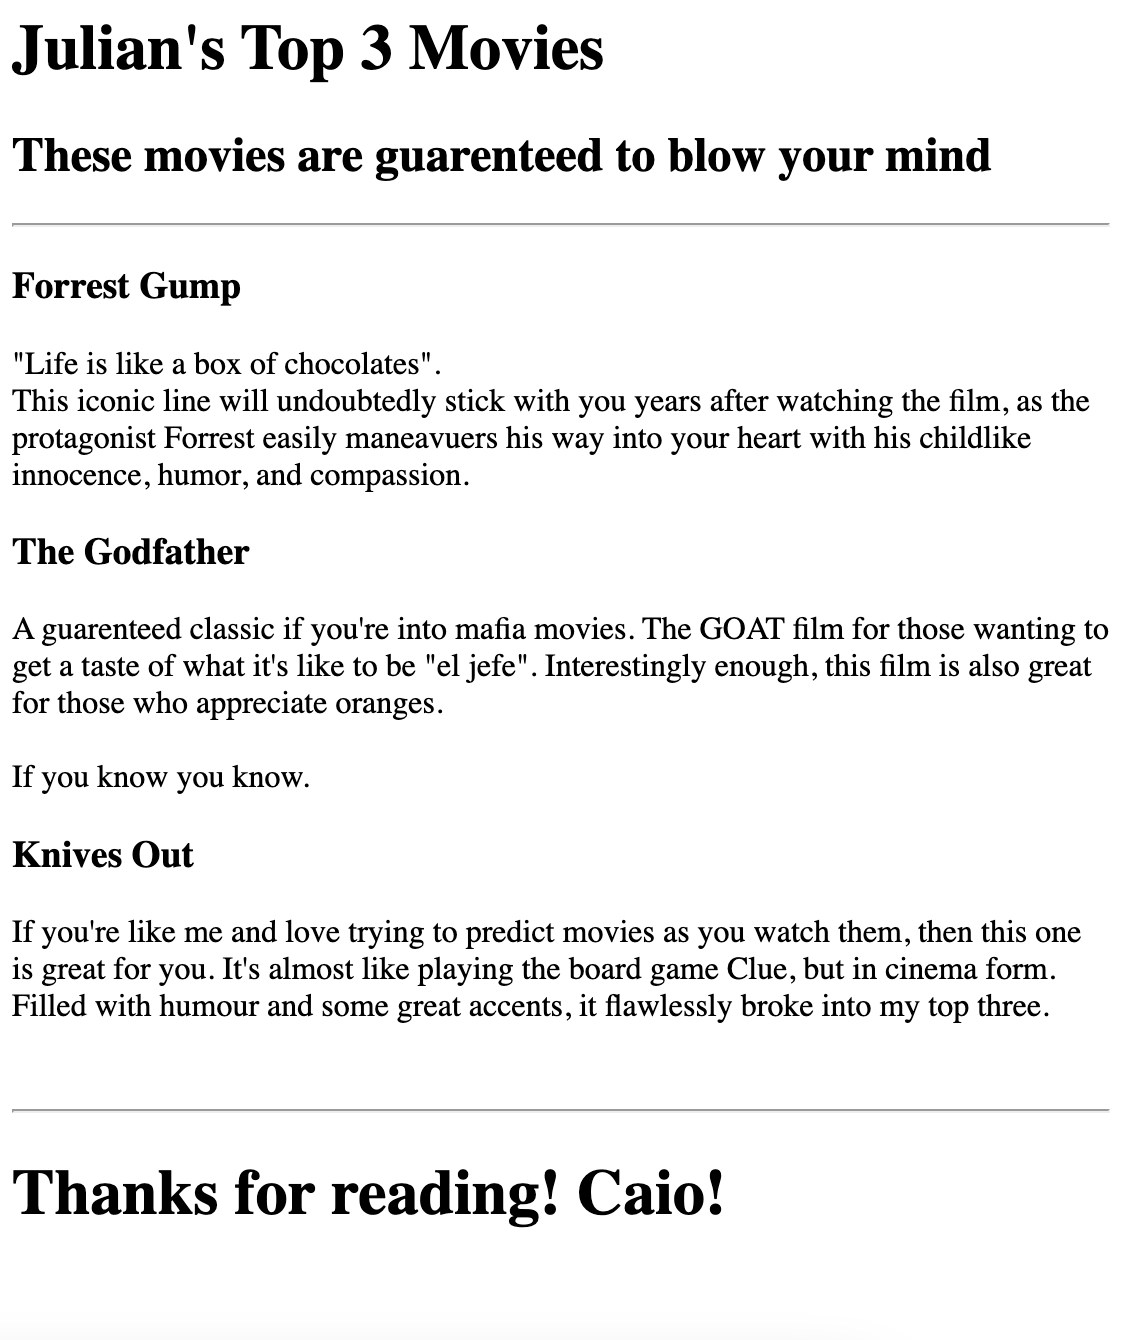 Julian's Top 3 Movies
These movies are guarenteed to blow your mind
Forrest Gump
"Life is like a box of chocolates".
This iconic line will undoubtedly stick with you years after watching the film, as the
protagonist Forrest easily maneavuers his way into your heart with his childlike
innocence, humor, and compassion.
The Godfather
A guarenteed classic if you're into mafia movies. The GOAT film for those wanting to
get a taste of what it's like to be "el jefe". Interestingly enough, this film is also great
for those who appreciate oranges.
If you know you know.
Knives Out
If you're like me and love trying to predict movies as you watch them, then this one
is great for you. It's almost like playing the board game Clue, but in cinema form.
Filled with humour and some great accents, it flawlessly broke into my top three.
Thanks for reading! Caio!